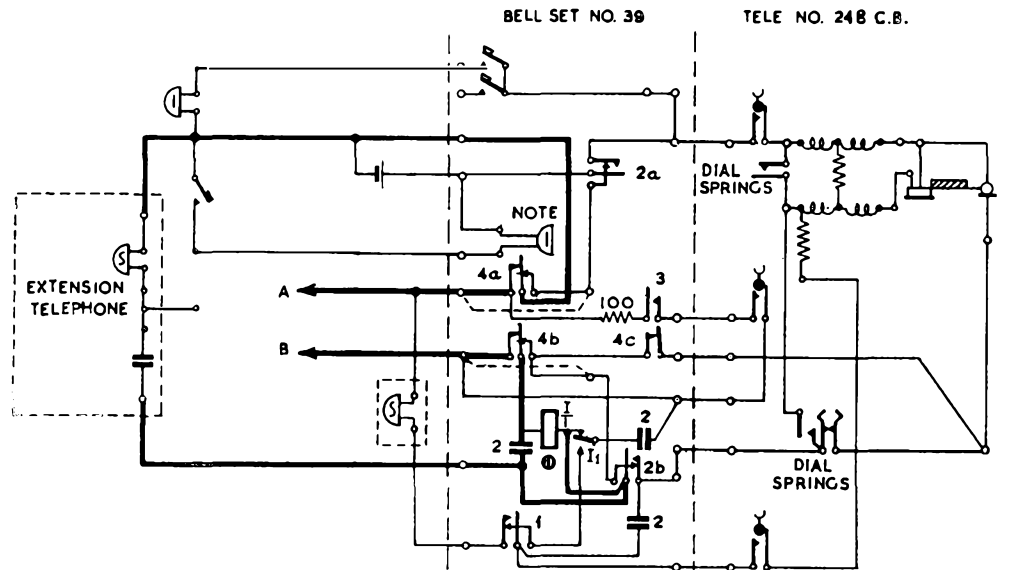 BELL SET NO. 39
TELE NO. 248 C.B.
2a
DIAL
SPRINGS
NOTE
S
EXTENSION
TELEPHONE
4a
A
100
3
B
4b
4c
S
2
I
I
I1
2
2b
2
1
DIAL
SPRINGS